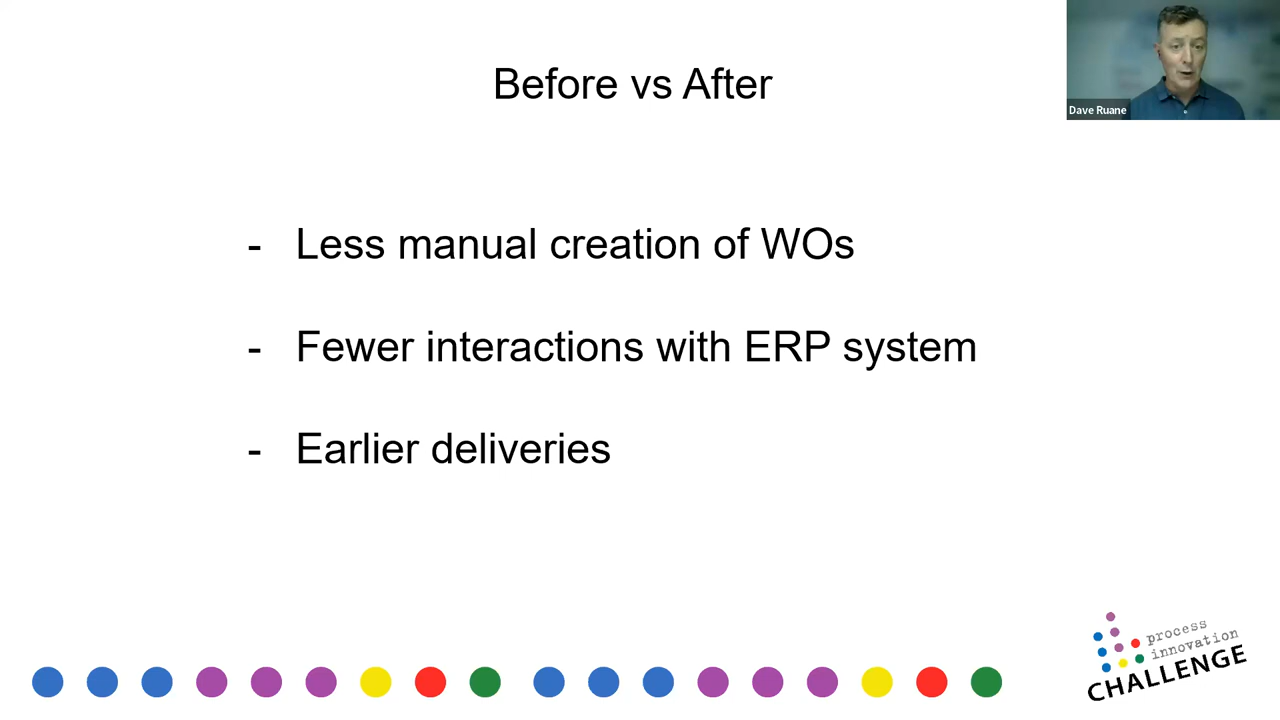 Before vs After
Dave Ruane
- Less manual creation of WOs
- Fewer interactions with ERP system
- Earlier deliveries
process
innovation
CHALLENGE